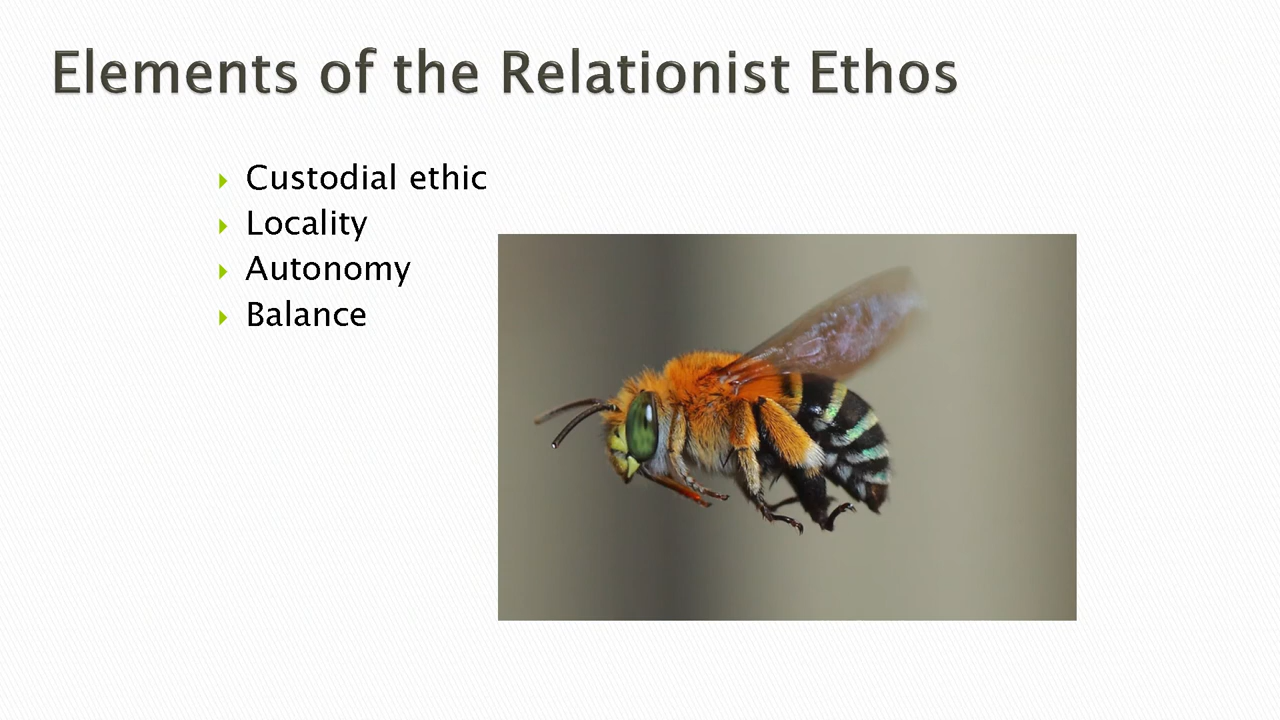 Elements of the Relationist Ethos
Custodial ethic
Locality
Autonomy
Balance